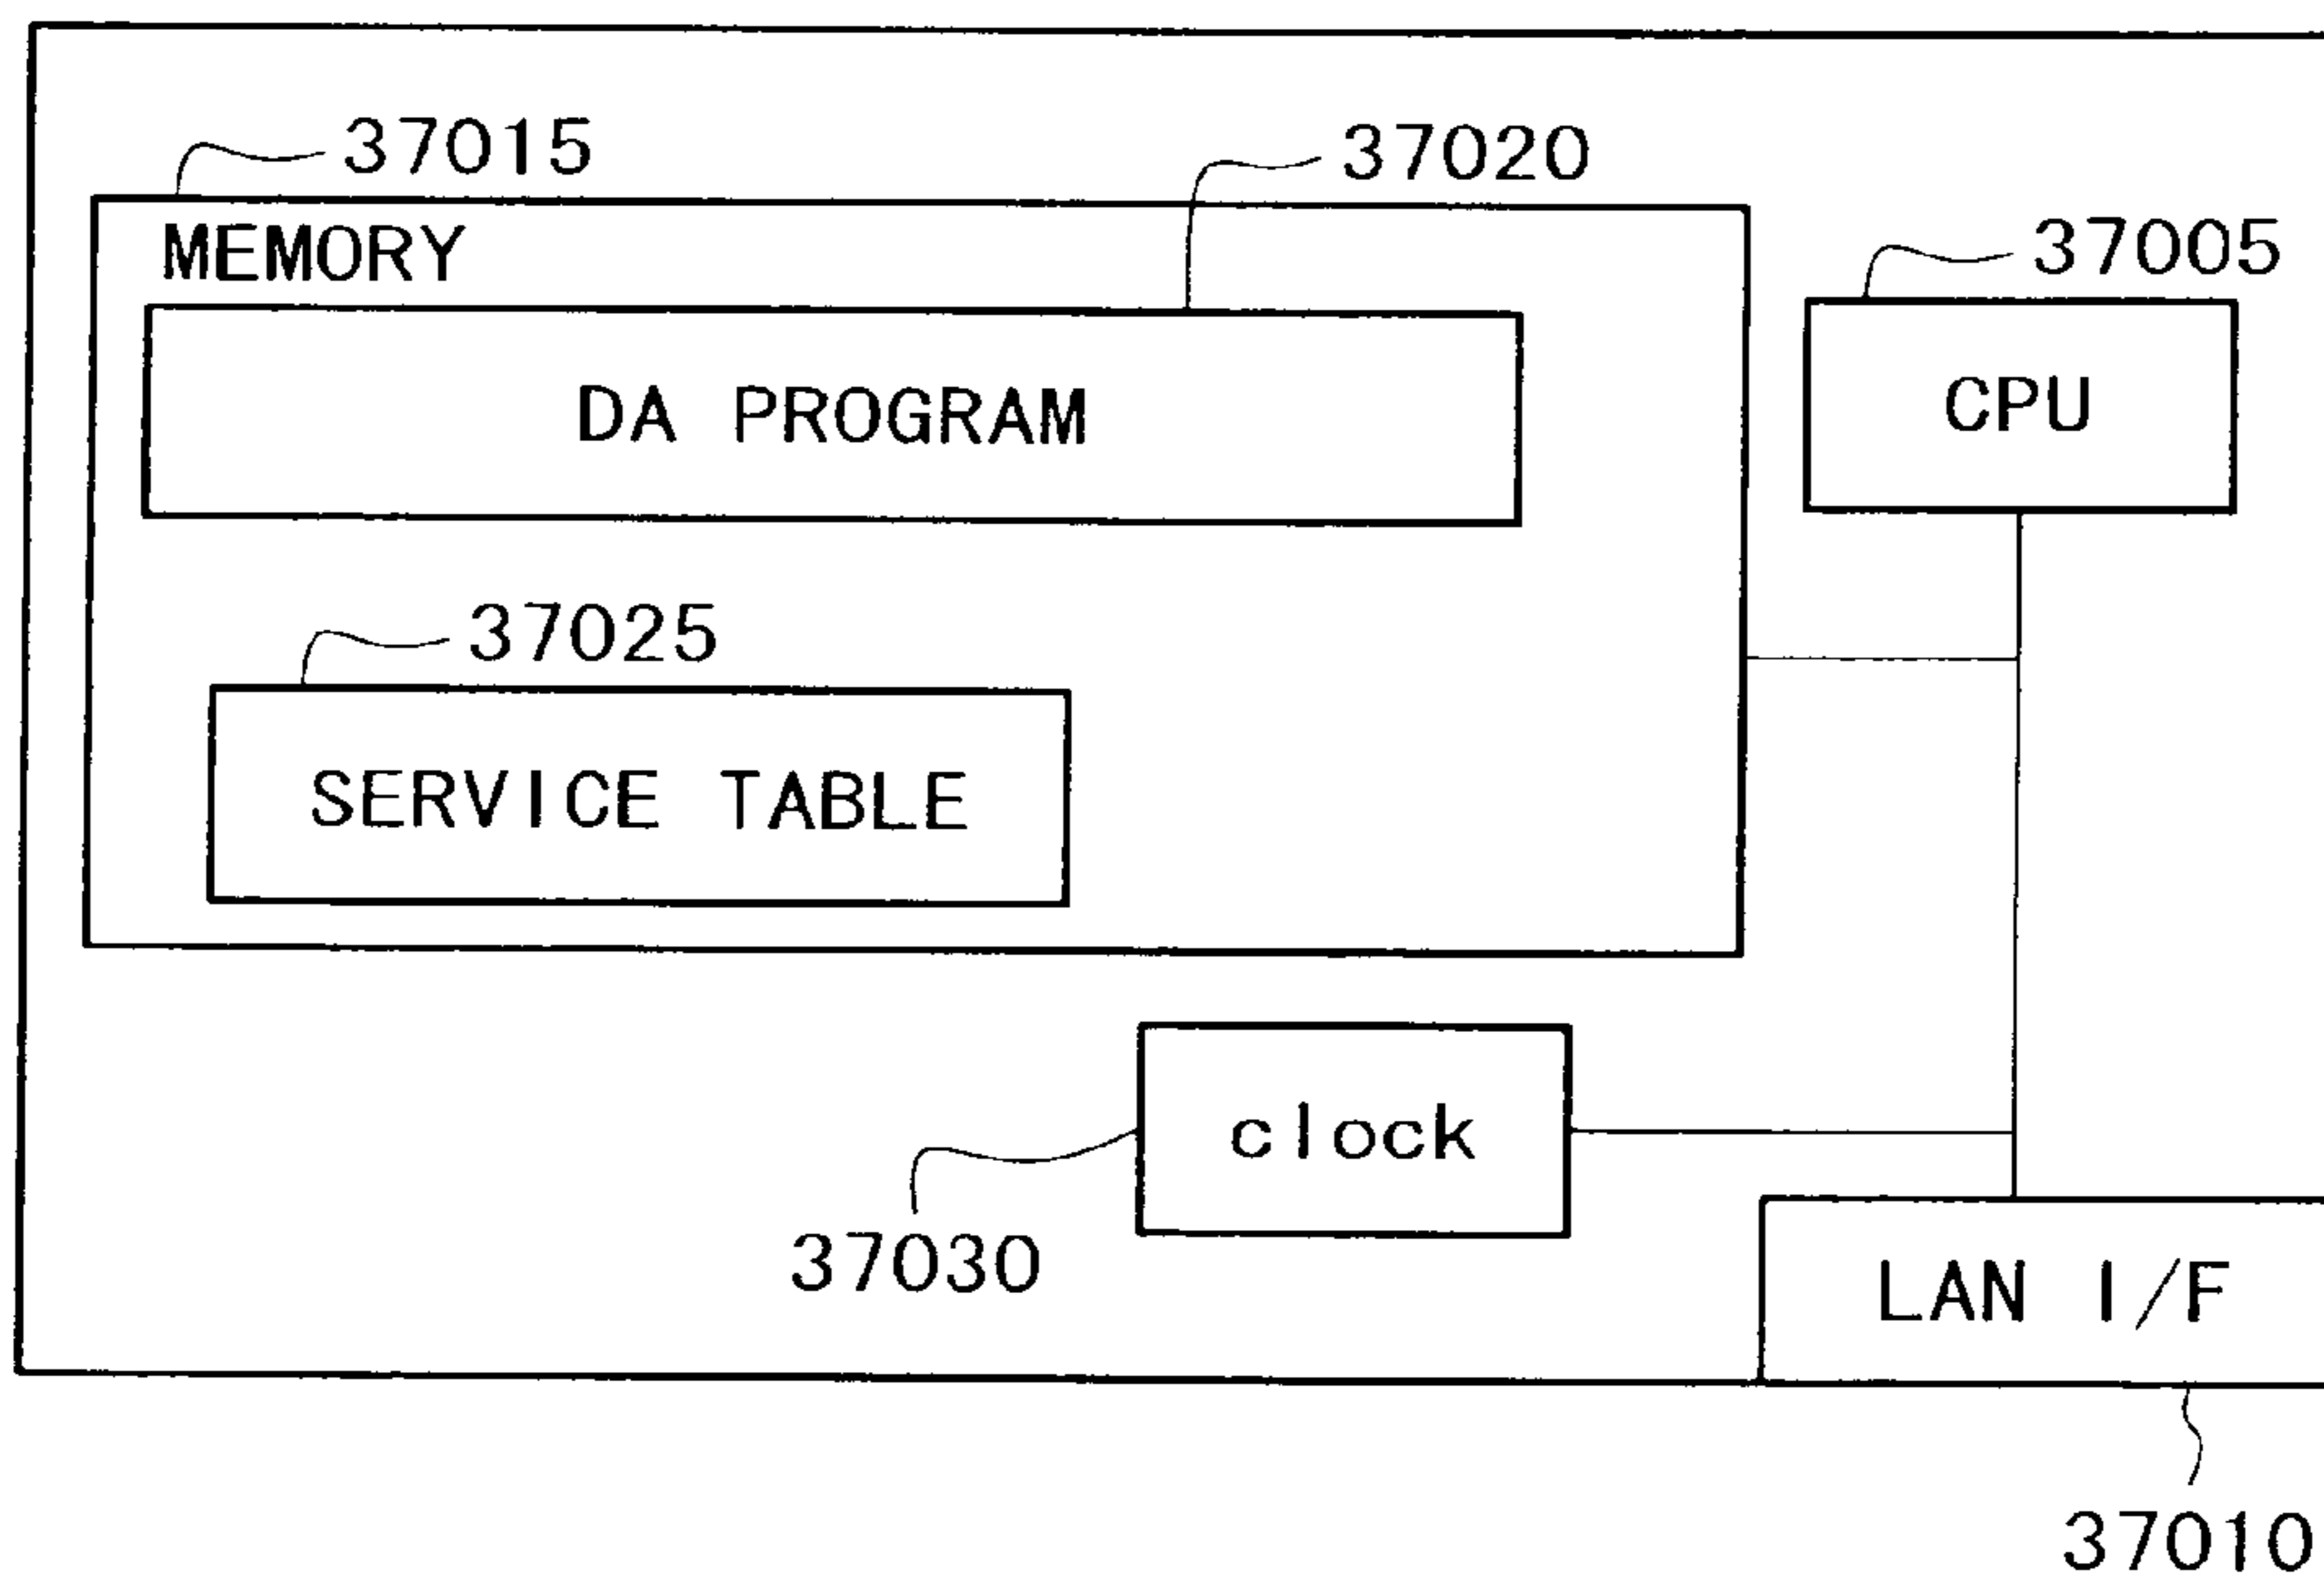 37015
37020
MEMORY
37005
DA PROGRAM
CPU
37025
SERVICE TABLE
clock
37030
LAN I/F
37010